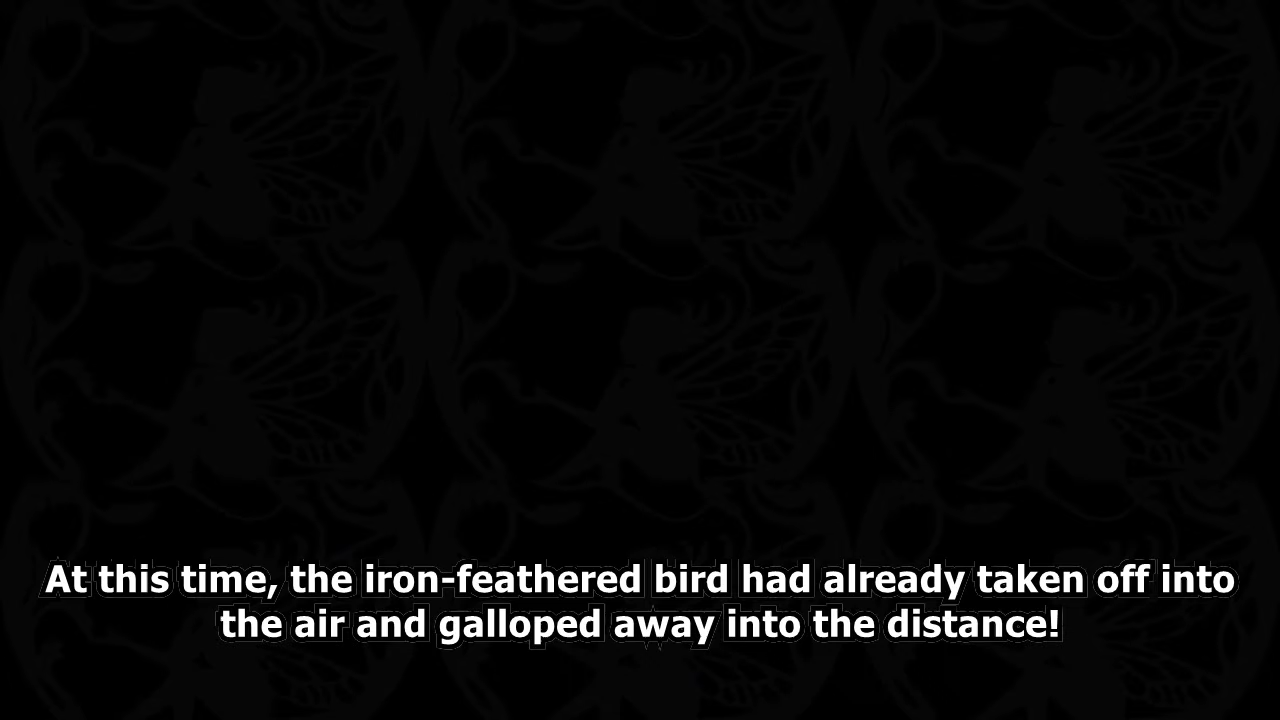 At this time, the iron-feathered bird had already taken off into
the air and galloped away into the distance!